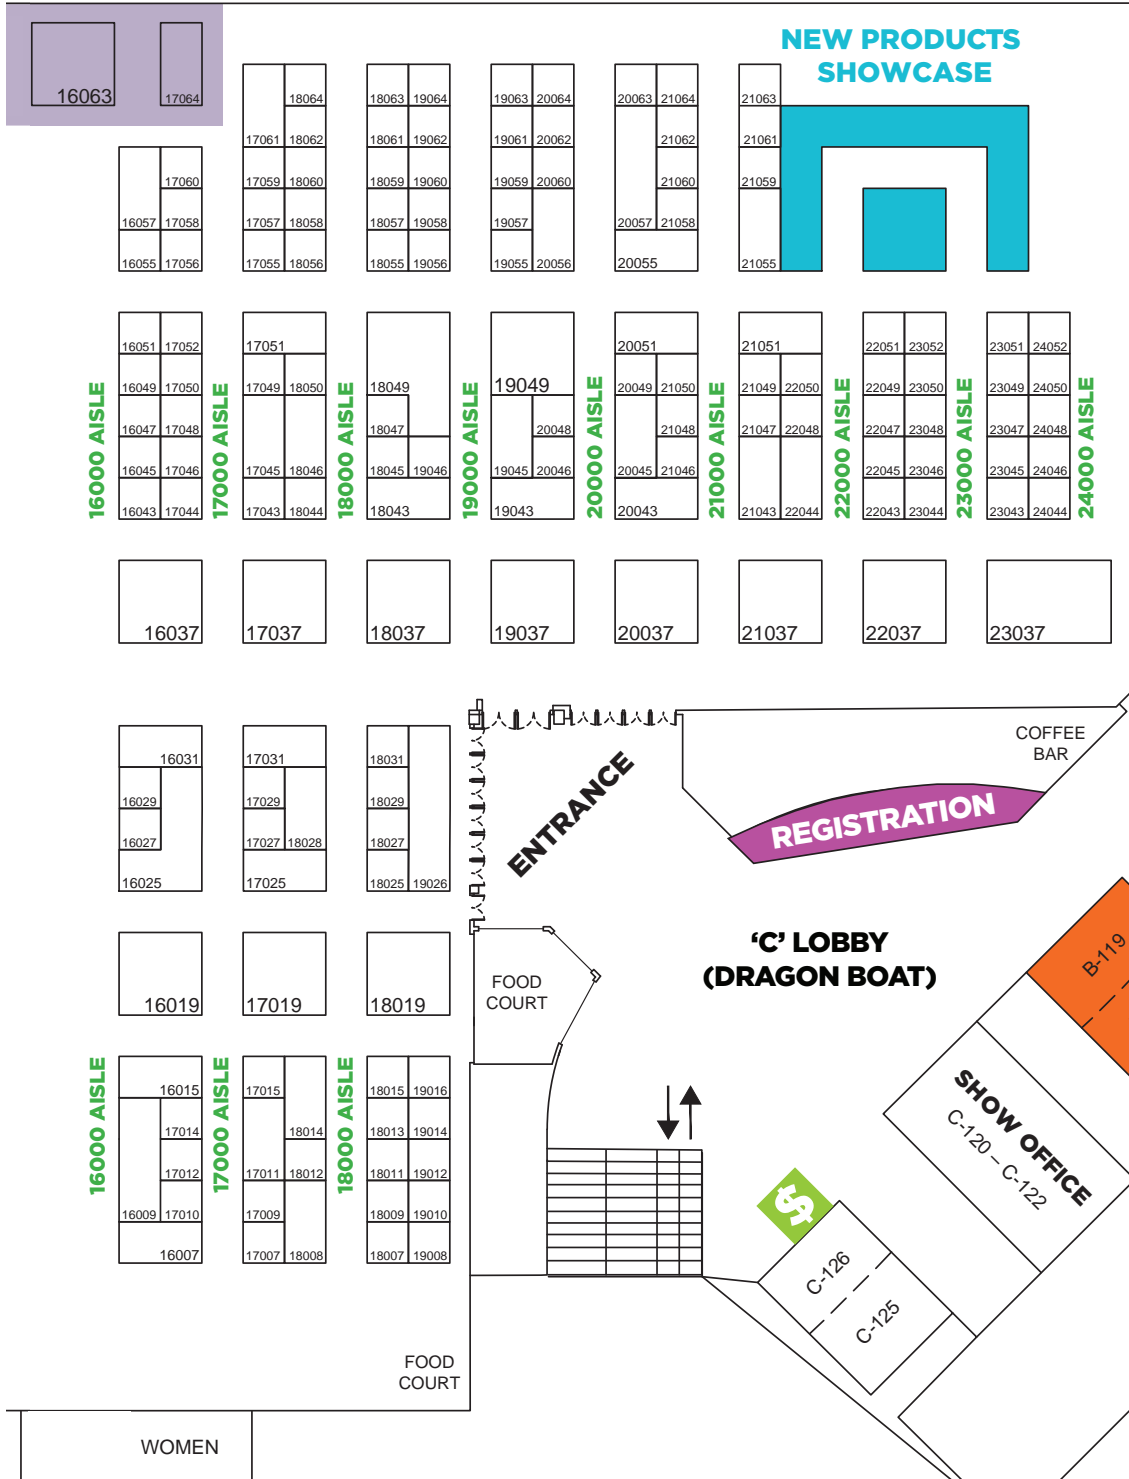 NEW PRODUCTS
SHOWCASE
16063 17064
18064 18063 19064 19063 20064 20063 21064 21063
17061 18062 18061 19062 19061 20062 21062 21061
17060 17059 18060 18059 19060 19059 20060 21060 21059
16057 17058 17057 18058 18057 19058 19057 20057 21058
16055 17056 17055 18056 18055 19056 19055 20056 20055 21055
16051 17052 17051 20051 21051 22051 23052 23051 24052
16049 17050 17049 18050 18049 19049 20049 21050 21049 22050 22049 23050 23049 24050
16047 17048 18047 20048 21048 21047 22048 22047 23048 23047 24048
16045 17046 17045 18046 18045 19046 19045 20046 20045 21046 22045 23046 23045 24046
16043 17044 17043 18044 18043 19043 20043 21043 22044 22043 23044 23043 24044
16000 AISLE
17000 AISLE
18000 AISLE
19000 AISLE
20000 AISLE
21000 AISLE
22000 AISLE
23000 AISLE
24000 AISLE
16037 17037 18037 19037 20037 21037 22037 23037
16031 17031 18031
16029 17029 18029
16027 17027 18028 18027
16025 17025 18025 19026
ENTRANCE
COFFEE
BAR
REGISTRATION
‘C’ LOBBY
(DRAGON BOAT)
B-119
16019 17019 18019
FOOD
COURT
16015 17015 18015 19016
17014 18014 18013 19014
17012 17011 18012 18011 19012
16009 17010 17009 18009 19010
16007 17007 18008 18007 19008
16000 AISLE
17000 AISLE
18000 AISLE
SHOW OFFICE
C-120 – C-122
$
C-126
C-125
FOOD
COURT
WOMEN